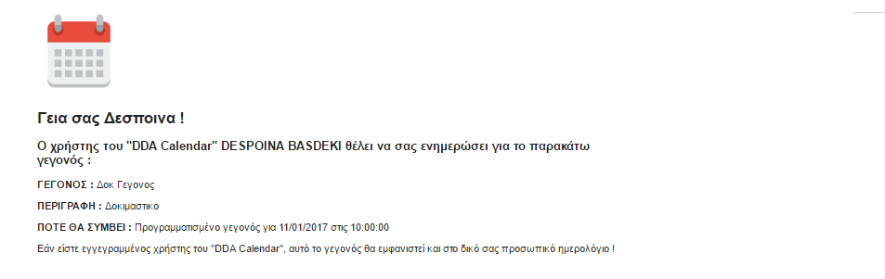 Γεια σας Δεσποινα !
Ο χρήστης του "DDA Calendar" DESPOINA BASDEKI θέλει να σας ενημερώσει για το παρακάτω
γεγονός :
ΓΕΓΟΝΟΣ : Δοκ Γεγονος
ΠΕΡΙΓΡΑΦΗ : Δοκιμαστικο
ΠΟΤΕ ΘΑ ΣΥΜΒΕΙ : Προγραμματισμένο γεγονός για 11/01/2017 στις 10:00:00
Εάν είστε εγγεγραμμένος χρήστης του "DDA Calendar", αυτό το γεγονός θα εμφανιστεί και στο δικό σας προσωπικό ημερολόγιο !